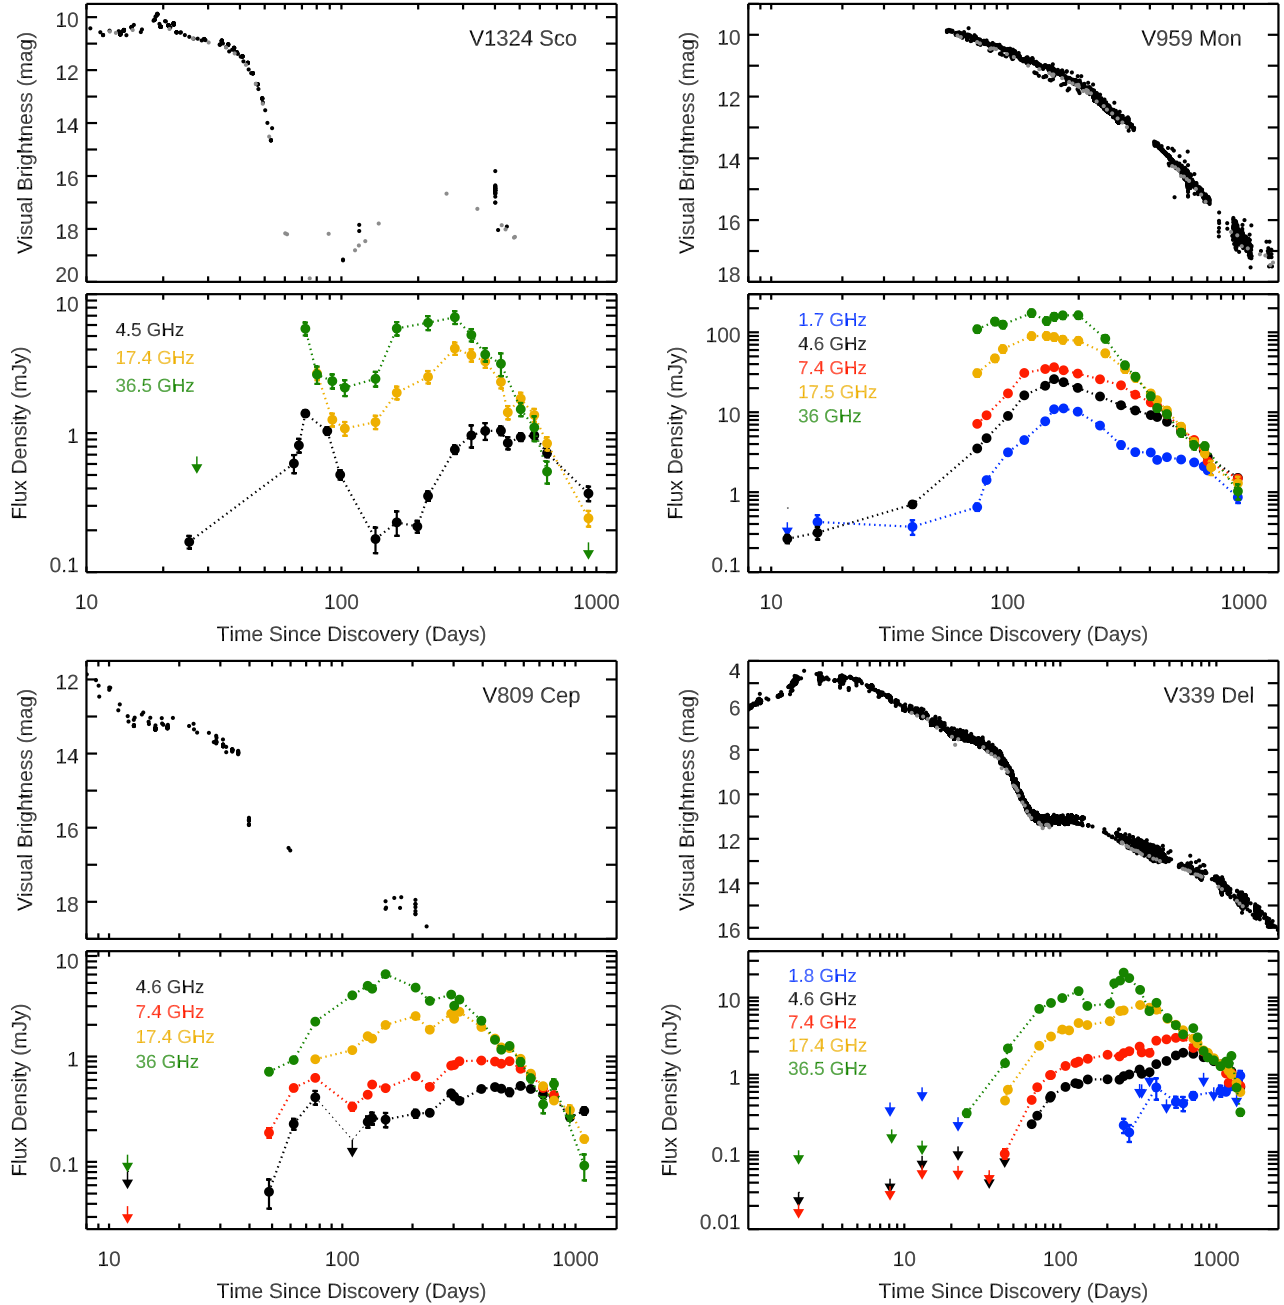 V1324 Sco
Visual Brightness (mag)
10
12
14
16
18
20
4.5 GHz
17.4 GHz
36.5 GHz
Flux Density (mJy)
10
1
0.1
10 100 1000
Time Since Discovery (Days)
V959 Mon
Visual Brightness (mag)
10
12
14
16
18
1.7 GHz
4.6 GHz
7.4 GHz
17.5 GHz
36 GHz
Flux Density (mJy)
100
10
1
0.1
10 100 1000
Time Since Discovery (Days)
V809 Cep
Visual Brightness (mag)
12
14
16
18
4.6 GHz
7.4 GHz
17.4 GHz
36 GHz
Flux Density (mJy)
10
1
0.1
10 100 1000
Time Since Discovery (Days)
V339 Del
Visual Brightness (mag)
4
6
8
10
12
14
16
1.8 GHz
4.6 GHz
7.4 GHz
17.4 GHz
36.5 GHz
Flux Density (mJy)
10
1
0.1
0.01
10 100 1000
Time Since Discovery (Days)